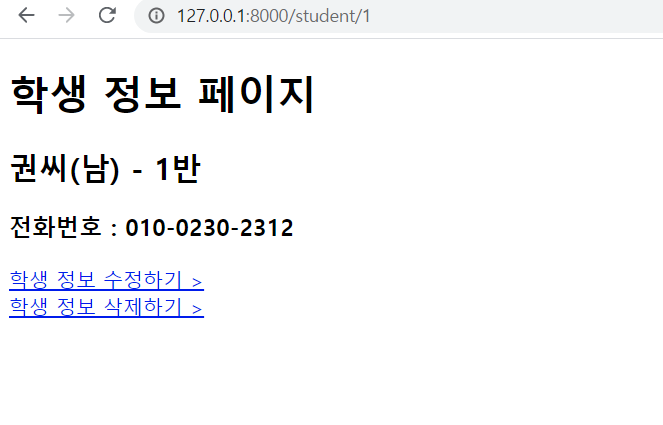 127.0.0.1:8000/student/1
학생 정보 페이지
권씨(남) - 1반
전화번호 : 010-0230-2312
학생 정보 수정하기 >
학생 정보 삭제하기 >